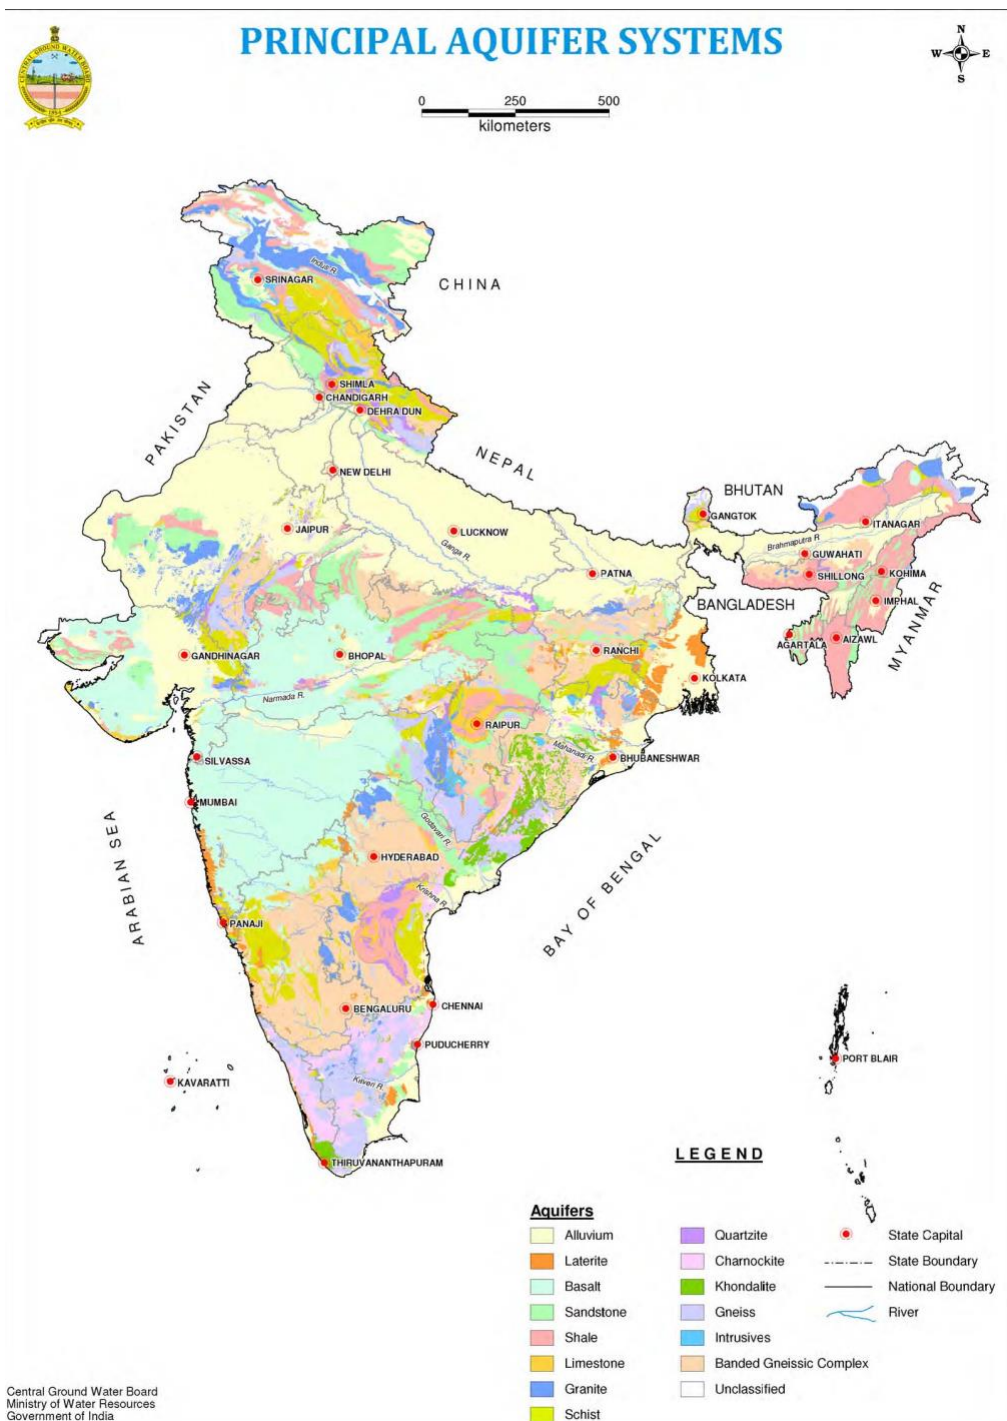 PRINCIPAL AQUIFER SYSTEMS
CENTRAL GROUND WATER BOARD
N
W E
S
0 250 500
kilometers
CHINA
Indus R.
SRINAGAR
SHIMLA
CHANDIGARH
DEHRA DUN
PAKISTAN
NEPAL
NEW DELHI
BHUTAN
GANGTOK
ITANAGAR
JAIPUR
LUCKNOW
Ganga R.
Brahmaputra R.
GUWAHATI
PATNA
SHILLONG
KOHIMA
BANGLADESH
IMPHAL
MYANMAR
AGARTALA
AIZAWL
GANDHINAGAR
BHOPAL
RANCHI
KOLKATA
Narmada R.
RAIPUR
Mahanadi R.
SILVASSA
BHUBANESHWAR
MUMBAI
ARABIAN SEA
Godavari R.
HYDERABAD
BAY OF BENGAL
Krishna R.
PANAJI
BENGALURU
CHENNAI
PUDUCHERRY
PORT BLAIR
KAVARATTI
Kaveri R.
THIRUVANANTHAPURAM
LEGEND
Aquifers
Alluvium
Laterite
Basalt
Sandstone
Shale
Limestone
Granite
Schist
Quartzite
Charnockite
Khondalite
Gneiss
Intrusives
Banded Gneissic Complex
Unclassified
State Capital
State Boundary
National Boundary
River
Central Ground Water Board
Ministry of Water Resources
Government of India